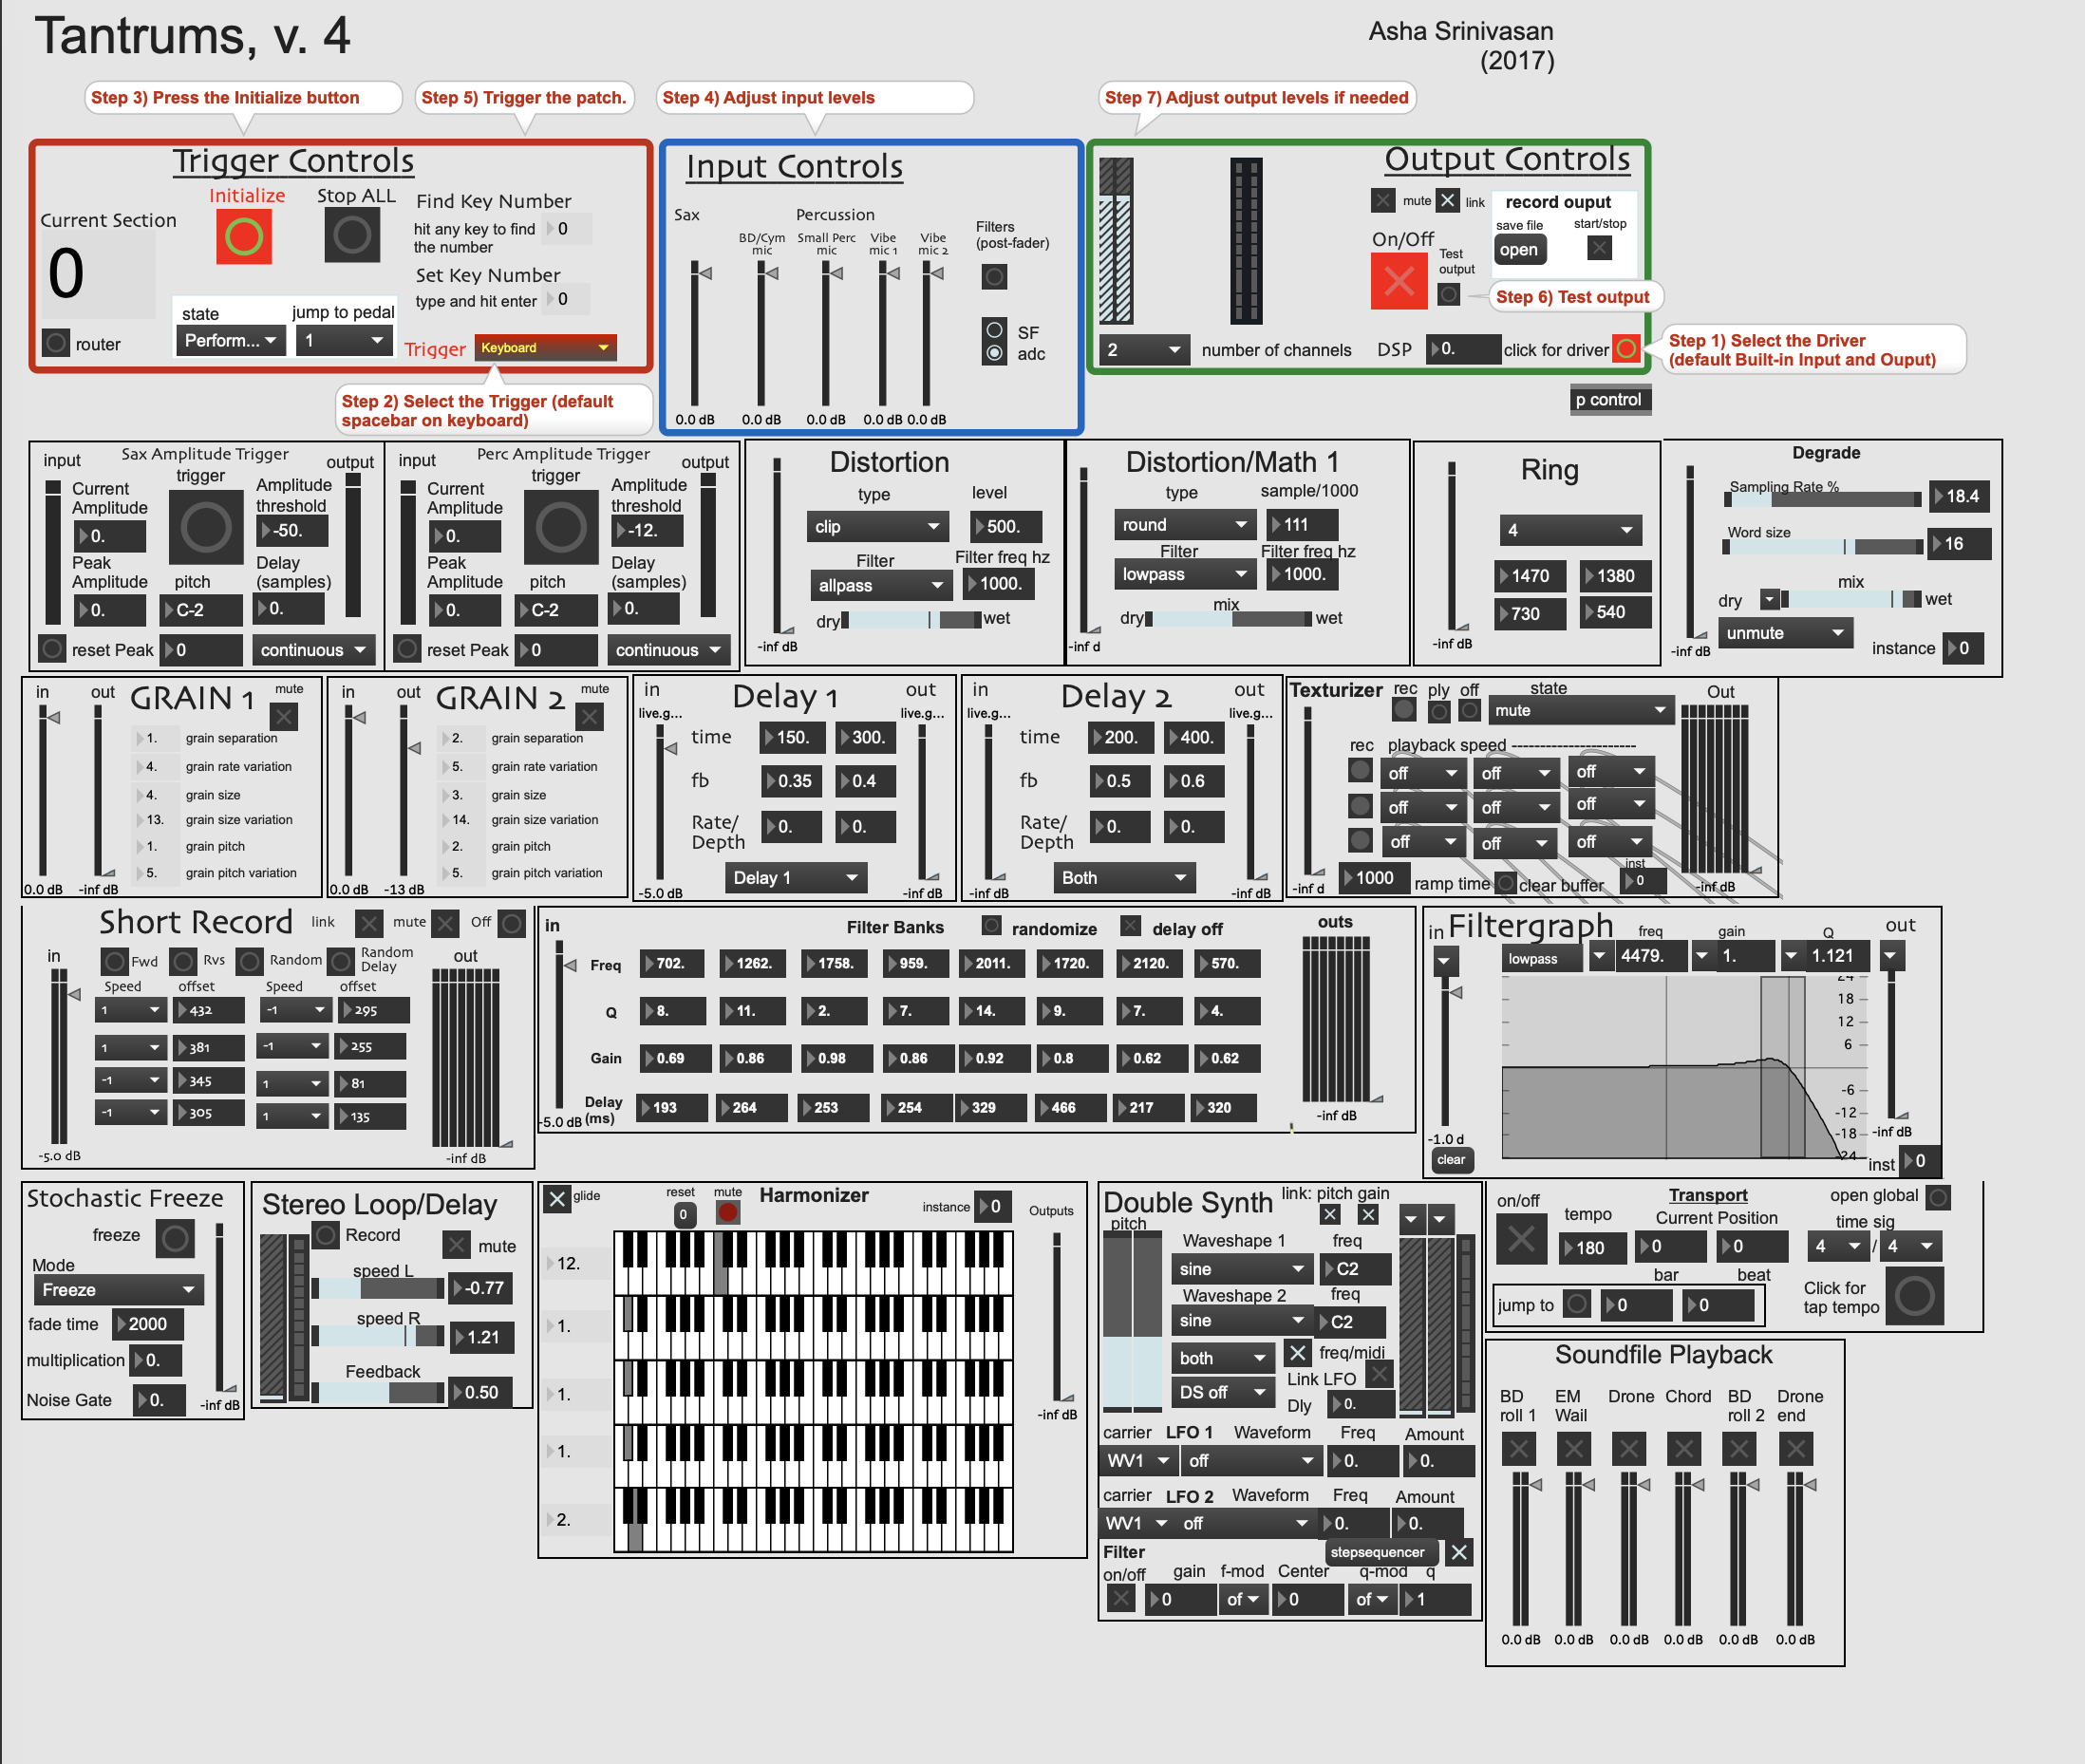 Tantrums, v. 4
Asha Srinivasan
(2017)
Step 3) Press the Initialize button
Step 5) Trigger the patch.
Step 4) Adjust input levels
Step 7) Adjust output levels if needed
Trigger Controls
Initialize
Stop ALL
Current Section
0
Find Key Number
hit any key to find
the number
0
Set Key Number
type and hit enter
0
state
jump to pedal
Perform...
1
router
Trigger
Keyboard
Step 2) Select the Trigger (default
spacebar on keyboard)
Input Controls
Sax
Percussion
BD/Cym
mic
Small Perc
mic
Vibe
mic 1
Vibe
mic 2
Filters
(post-fader)
SF
adc
0.0 dB
0.0 dB
0.0 dB
0.0 dB
0.0 dB
Output Controls
mute
link
record ouput
save file
start/stop
open
On/Off
Test
output
Step 6) Test output
2
number of channels
DSP
0.
click for driver
Step 1) Select the Driver
(default Built-in Input and Ouput)
p control
Sax Amplitude Trigger
input
trigger
output
Current
Amplitude
0.
Amplitude
threshold
-50.
Peak
Amplitude
0.
pitch
C-2
Delay
(samples)
0.
reset Peak
0
continuous
Perc Amplitude Trigger
input
trigger
output
Current
Amplitude
0.
Amplitude
threshold
-12.
Peak
Amplitude
0.
pitch
C-2
Delay
(samples)
0.
reset Peak
0
continuous
Distortion
type
level
clip
500.
Filter
Filter freq hz
allpass
1000.
dry
wet
-inf dB
Distortion/Math 1
type
sample/1000
round
111
Filter
Filter freq hz
lowpass
1000.
mix
dry
wet
-inf d
Ring
4
1470
1380
730
540
-inf dB
Degrade
Sampling Rate %
18.4
Word size
16
mix
dry
wet
unmute
instance
0
-inf dB
in
out
GRAIN 1
mute
1.
grain separation
4.
grain rate variation
4.
grain size
13.
grain size variation
1.
grain pitch
5.
grain pitch variation
0.0 dB
-inf dB
in
out
GRAIN 2
mute
2.
grain separation
5.
grain rate variation
3.
grain size
14.
grain size variation
2.
grain pitch
5.
grain pitch variation
0.0 dB
-13 dB
in
Delay 1
out
live.g...
live.g...
time
150.
300.
fb
0.35
0.4
Rate/
Depth
0.
0.
Delay 1
-5.0 dB
-inf dB
in
Delay 2
out
live.g...
live.g...
time
200.
400.
fb
0.5
0.6
Rate/
Depth
0.
0.
Both
-inf dB
-inf dB
Texturizer
rec
ply
off
state
mute
Out
rec
playback speed ----------------------
off
off
off
off
off
off
off
off
off
1000
ramp time
clear buffer
inst
0
-inf d
-inf dB
Short Record
link
mute
Off
in
Fwd
Rvs
Random
Random
Delay
out
Speed
offset
Speed
offset
1
432
-1
295
1
381
-1
255
-1
345
1
81
-1
305
1
135
-5.0 dB
-inf dB
in
Filter Banks
randomize
delay off
outs
Freq
702.
1262.
1758.
959.
2011.
1720.
2120.
570.
Q
8.
11.
2.
7.
14.
9.
7.
4.
Gain
0.69
0.86
0.98
0.86
0.92
0.8
0.62
0.62
Delay
(ms)
193
264
253
254
329
466
217
320
-5.0 dB
-inf dB
in
Filtergraph
freq
gain
Q
out
lowpass
4479.
1.
1.121
24
18
12
6
-6
-12
-18
-24
-1.0 d
clear
-inf dB
inst
0
Stochastic Freeze
freeze
Mode
Freeze
fade time
2000
multiplication
0.
Noise Gate
0.
-inf dB
Stereo Loop/Delay
Record
mute
speed L
-0.77
speed R
1.21
Feedback
0.50
glide
reset
0
mute
Harmonizer
instance
0
Outputs
12.
1.
1.
1.
2.
-inf dB
Double Synth
link: pitch gain
pitch
Waveshape 1
freq
sine
C2
Waveshape 2
freq
sine
C2
both
freq/midi
Link LFO
DS off
Dly
0.
carrier
LFO 1
Waveform
Freq
Amount
WV1
off
0.
0.
carrier
LFO 2
Waveform
Freq
Amount
WV1
off
0.
0.
Filter
stepsequencer
on/off
gain
f-mod
Center
q-mod
q
0
of
0
of
1
on/off
Transport
open global
tempo
Current Position
time sig
180
0
0
4
/
4
bar
beat
jump to
0
0
Click for
tap tempo
Soundfile Playback
BD
roll 1
EM
Wail
Drone
Chord
BD
roll 2
Drone
end
0.0 dB
0.0 dB
0.0 dB
0.0 dB
0.0 dB
0.0 dB